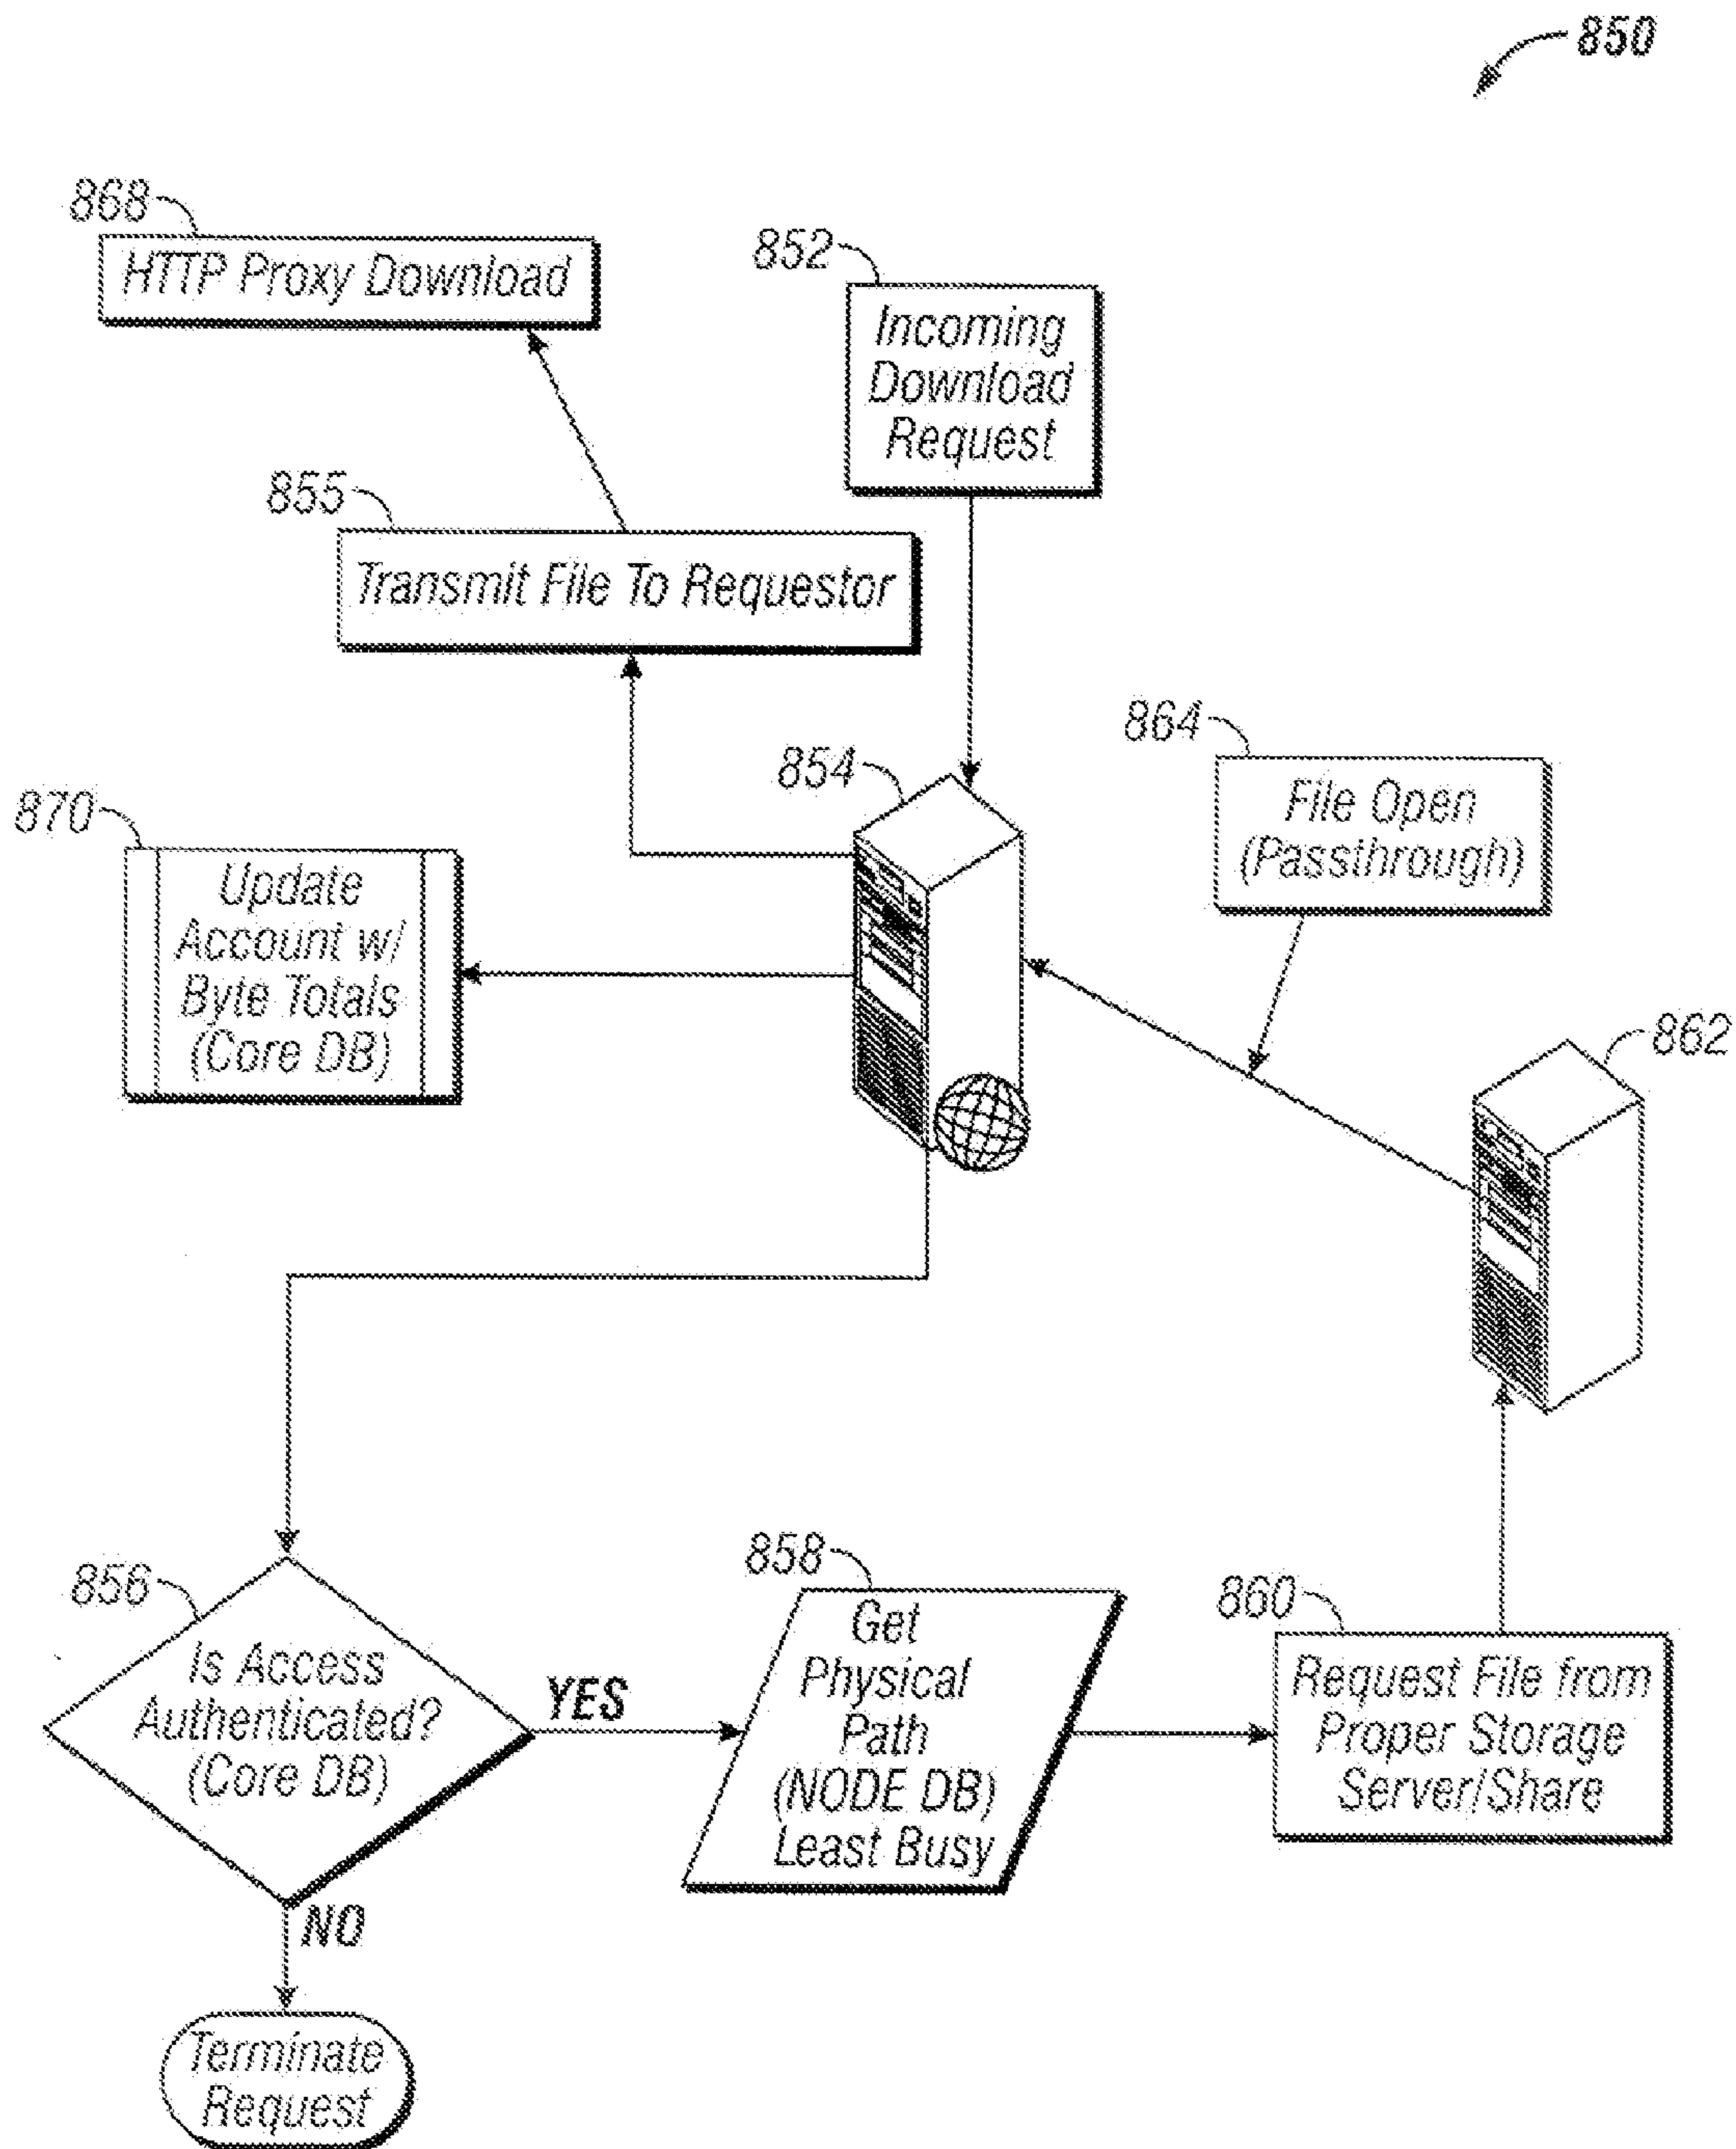 850
868
HTTP Proxy Download
852
Incoming
Download
Request
855
Transmit File To Requestor
854
864
File Open
(Passthrough)
870
Update
Account w/
Byte Totals
(Core DB)
862
856
Is Access
Authenticated?
(Core DB)
YES
NO
858
Get
Physical
Path
(NODE DB)
Least Busy
860
Request File from
Proper Storage
Server/Share
Terminate
Request